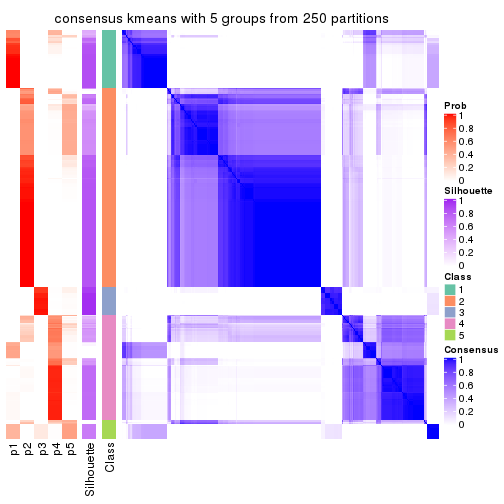 consensus kmeans with 5 groups from 250 partitions
Prob
1
0.8
0.6
0.4
0.2
0
Silhouette
1
0.8
0.6
0.4
0.2
0
Class
1
2
3
4
5
Consensus
1
0.8
0.6
0.4
0.2
0
p1
p2
p3
p4
p5
Silhouette
Class